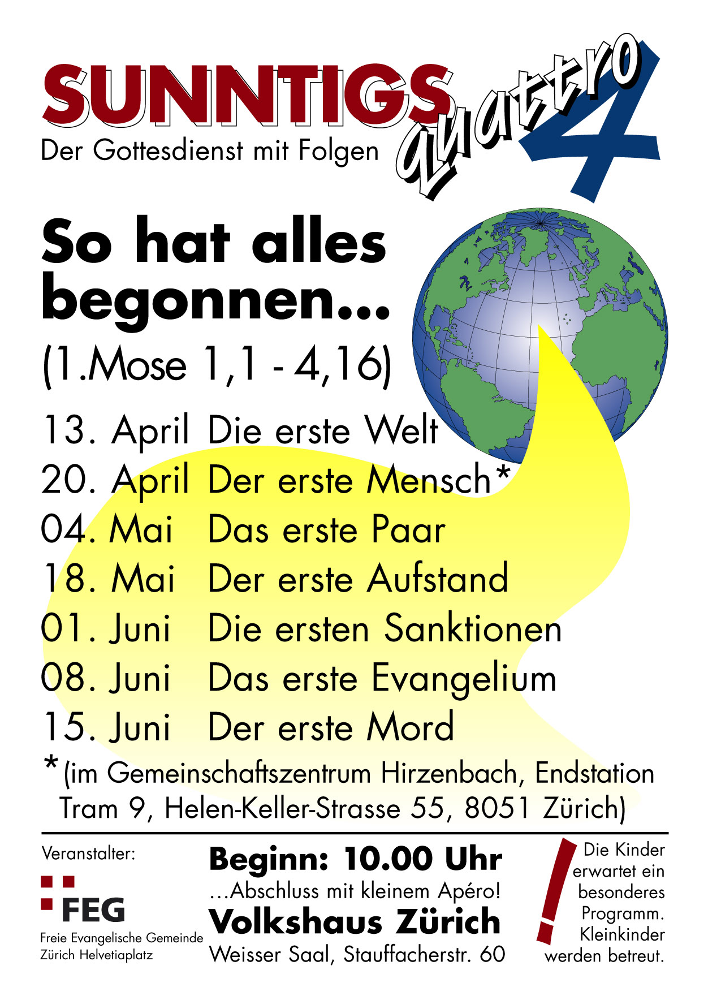 SUNNTIGS quattro 4
Der Gottesdienst mit Folgen
So hat alles
begonnen...
(1.Mose 1,1 - 4,16)
13. April Die erste Welt
20. April Der erste Mensch*
04. Mai Das erste Paar
18. Mai Der erste Aufstand
01. Juni Die ersten Sanktionen
08. Juni Das erste Evangelium
15. Juni Der erste Mord
*(im Gemeinschaftszentrum Hirzenbach, Endstation
Tram 9, Helen-Keller-Strasse 55, 8051 Zürich)
Veranstalter:
FEG
Freie Evangelische Gemeinde
Zürich Helvetiaplatz
Beginn: 10.00 Uhr
...Abschluss mit kleinem Apéro!
Volkshaus Zürich
Weisser Saal, Stauffacherstr. 60
!
Die Kinder
erwartet ein
besonderes
Programm.
Kleinkinder
werden betreut.